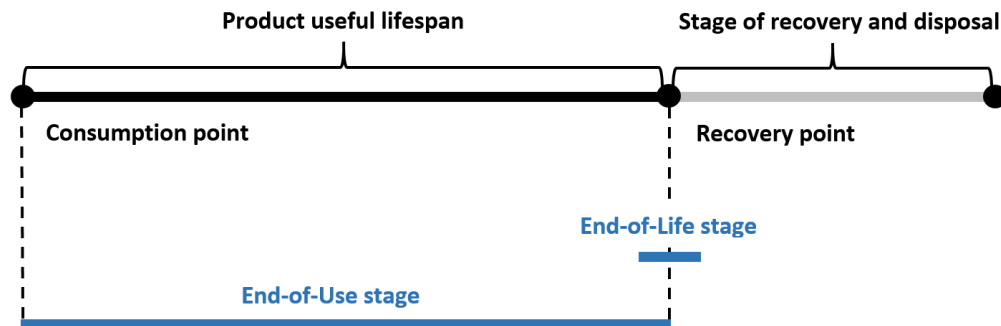 Product useful lifespan
Stage of recovery and disposal
Consumption point
Recovery point
End-of-Life stage
End-of-Use stage